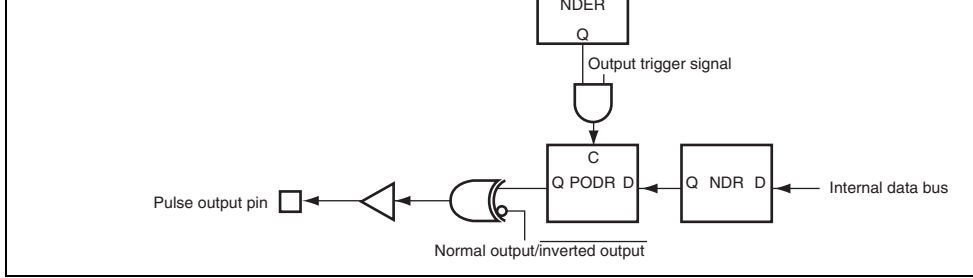 NDER
Q
Output trigger signal
C
Q PODR D
Q NDR D
Internal data bus
Pulse output pin
Normal output/inverted output